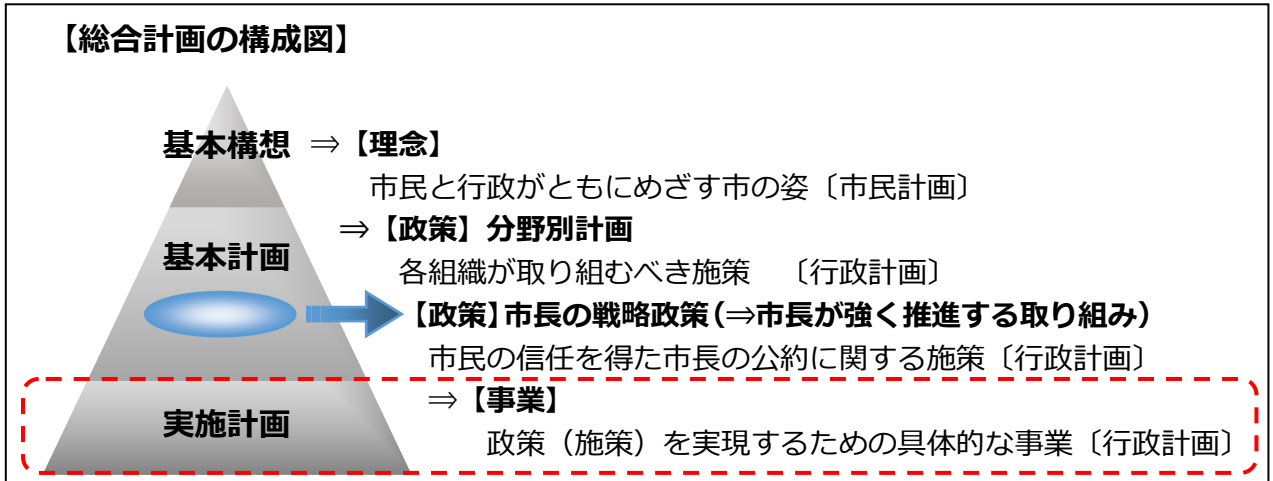 【総合計画の構成図】
基本構想 ⇒【理念】
市民と行政がともにめざす市の姿〔市民計画〕
⇒【政策】分野別計画
基本計画
各組織が取り組むべき施策　〔行政計画〕
【政策】市長の戦略政策(⇒市長が強く推進する取り組み)
市民の信任を得た市長の公約に関する施策〔行政計画〕
⇒【事業】
実施計画
政策（施策）を実現するための具体的な事業〔行政計画〕